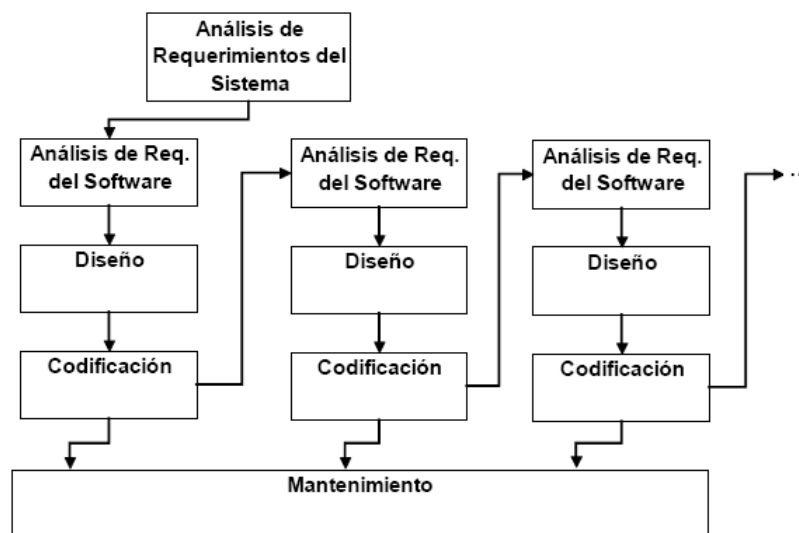 Análisis de
Requerimientos del
Sistema
Análisis de Req.
del Software
Análisis de Req.
del Software
Análisis de Req.
del Software
...
Diseño
Diseño
Diseño
Codificación
Codificación
Codificación
Mantenimiento